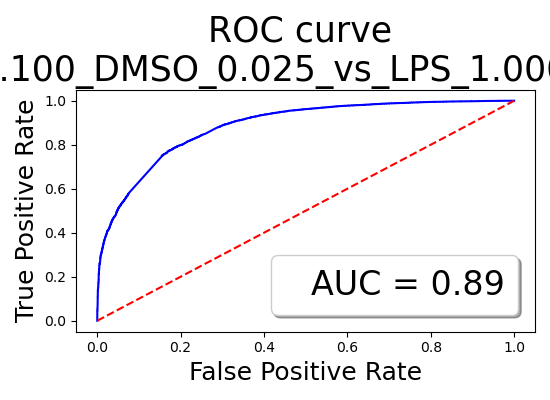 ROC curve
.100_DMSO_0.025_vs_LPS_1.000
True Positive Rate
1.0
0.8
0.6
0.4
0.2
0.0
AUC = 0.89
0.0 0.2 0.4 0.6 0.8 1.0
False Positive Rate